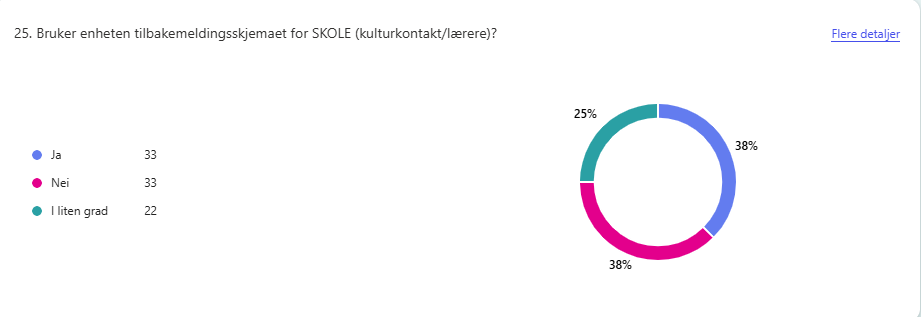 25. Bruker enheten tilbakemeldingsskjemaet for SKOLE (kulturkontakt/lærere)?
Flere detaljer
Ja 33
Nei 33
I liten grad 22
25%
38%
38%